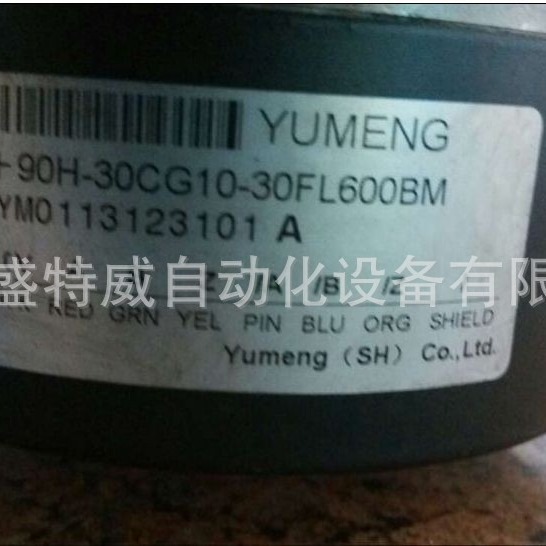 YUMENG
-90H-30CG10-30FL600BM
YM0113123101 A
Z /A /B /Z
盛特威自动化设备有限
RED GRN YEL PIN BLU ORG SHIELD
Yumeng (SH) Co.,Ltd.